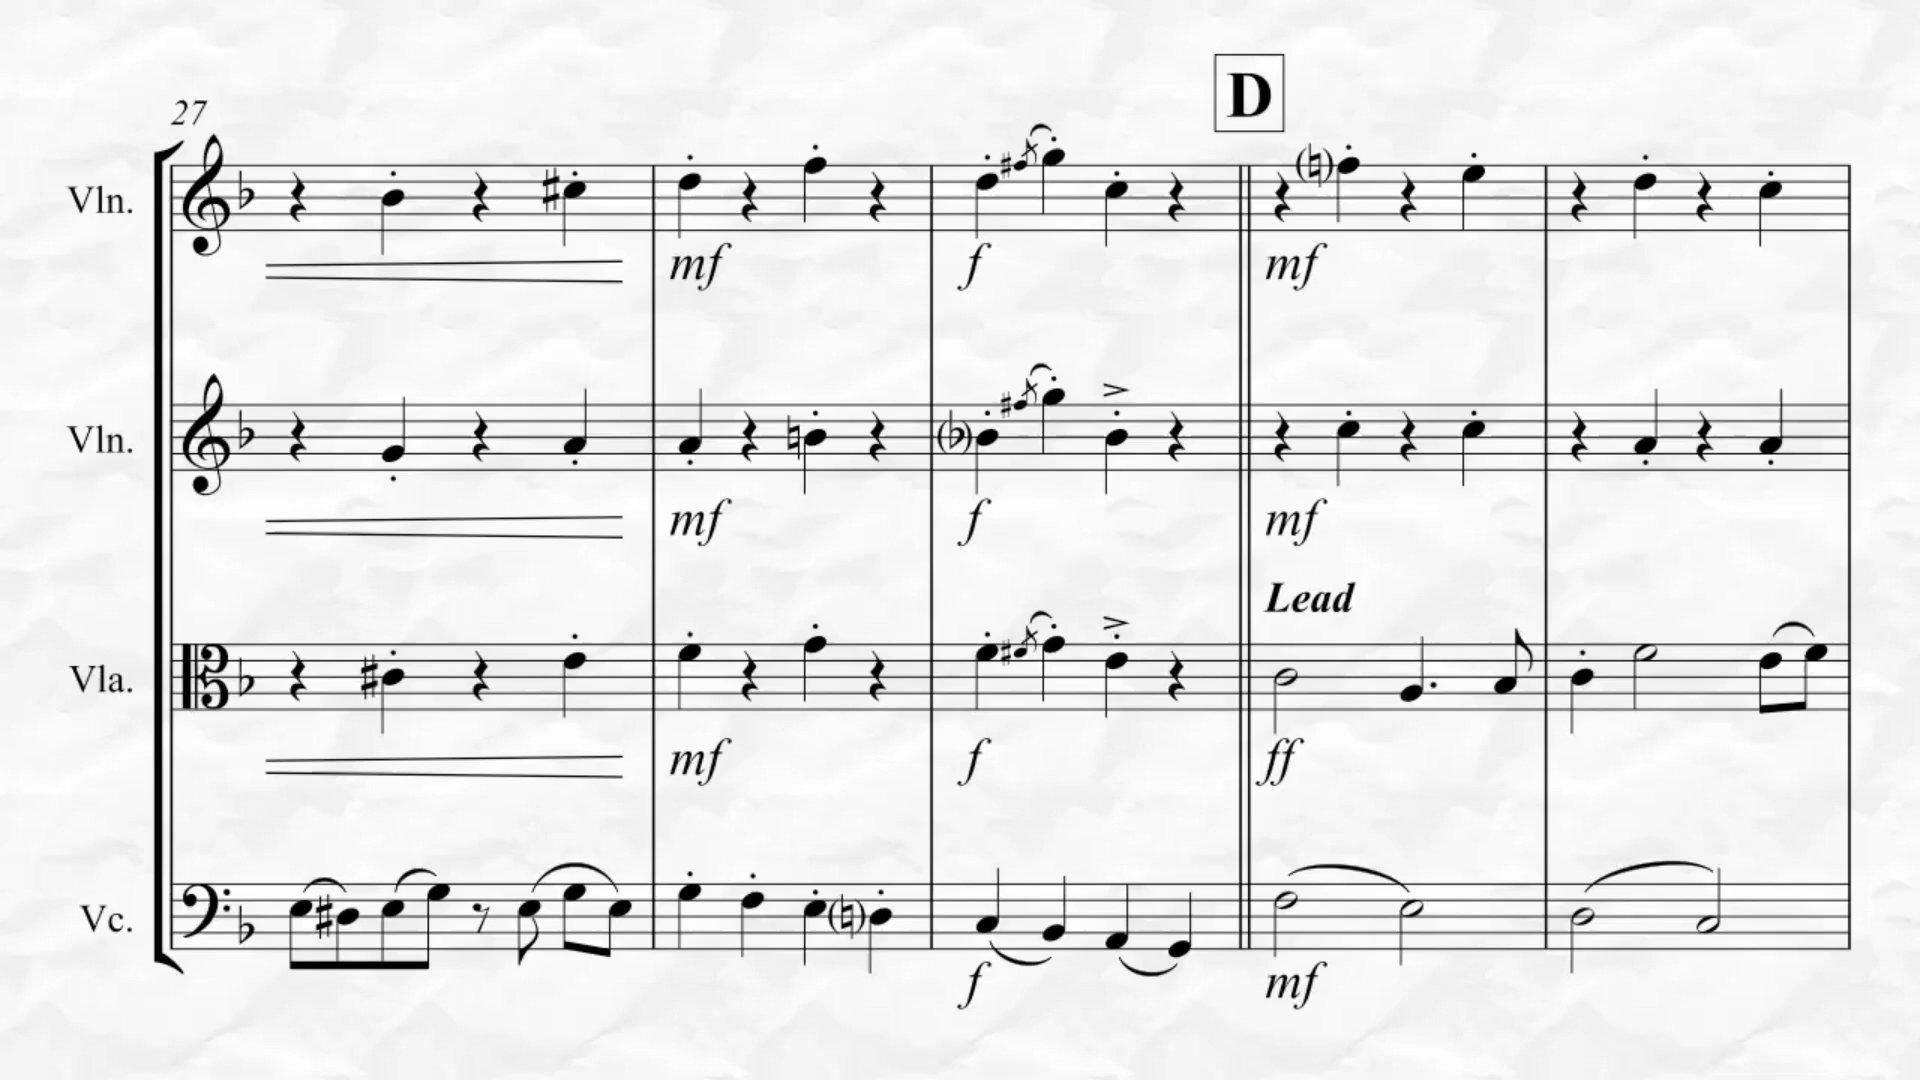 D
27
Vln.
mf f mf
Vln.
mf f mf
Lead
Vla.
mf f ff
Vc.
f mf